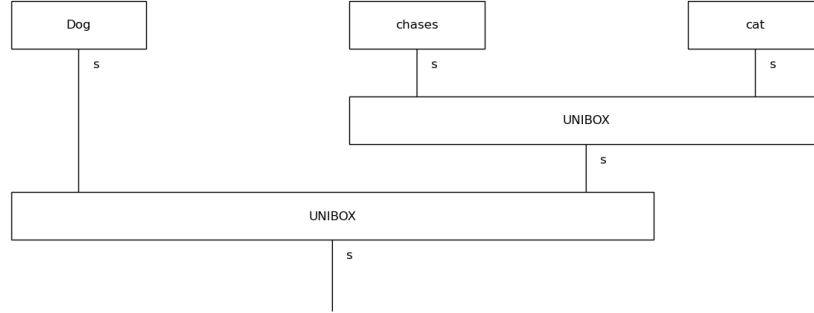 Dog chases cat
s s s
UNIBOX
s
UNIBOX
s